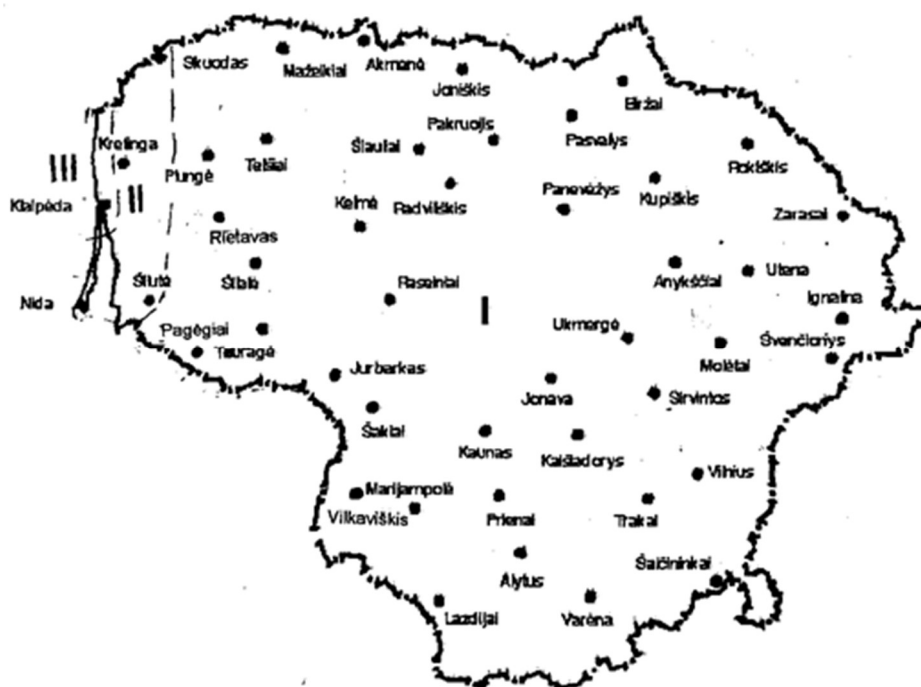 Skuodas
Mažeikiai
Akmenė
Joniškis
Biržai
Pakruojis
Pasvalys
Kretinga
Šiauliai
Rokiškis
III
Plungė
Telšiai
Klaipėda
II
Kelmė
Radviliškis
Panevėžys
Kupiškis
Zarasai
Rietavas
Šilutė
Šilalė
Raseiniai
Anykščiai
Utena
Nida
I
Ignalina
Pagėgiai
Tauragė
Ukmergė
Švenčionys
Molėtai
Jurbarkas
Jonava
Širvintos
Šakiai
Kaunas
Kaišiadorys
Vilnius
Marijampolė
Vilkaviškis
Prienai
Trakai
Alytus
Šalčininkai
Lazdijai
Varėna